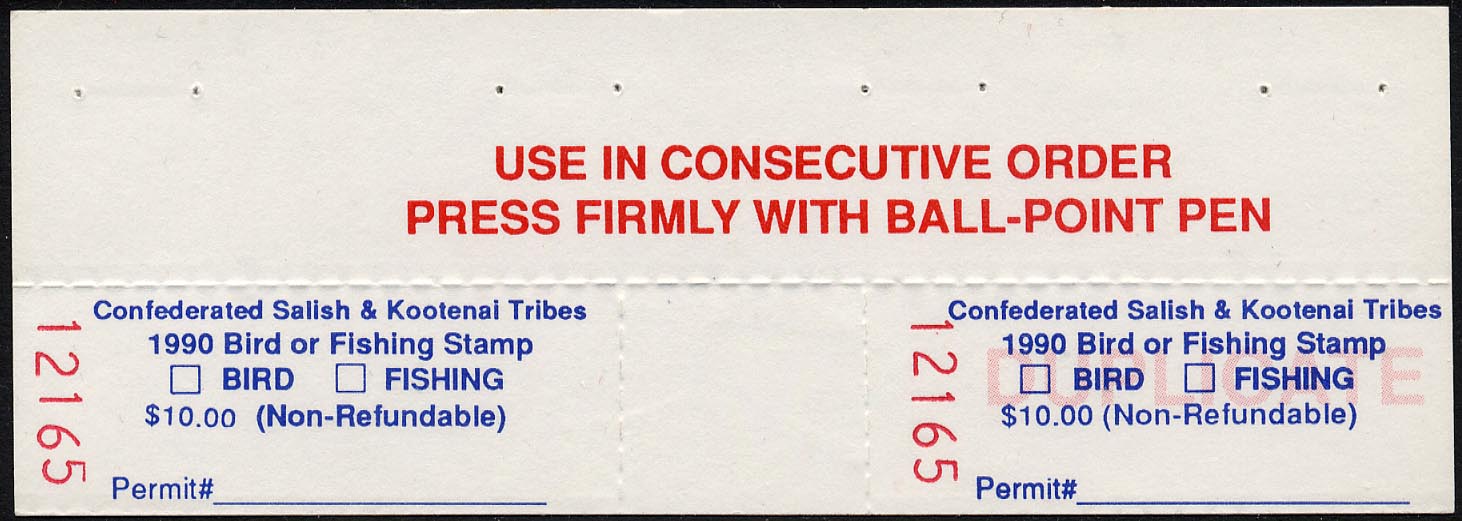 USE IN CONSECUTIVE ORDER
PRESS FIRMLY WITH BALL-POINT PEN
Confederated Salish & Kootenai Tribes
1990 Bird or Fishing Stamp
☐ BIRD ☐ FISHING
$10.00 (Non-Refundable)
Permit#
12165
Confederated Salish & Kootenai Tribes
1990 Bird or Fishing Stamp
DUPLICATE
☐ BIRD ☐ FISHING
$10.00 (Non-Refundable)
Permit#
12165